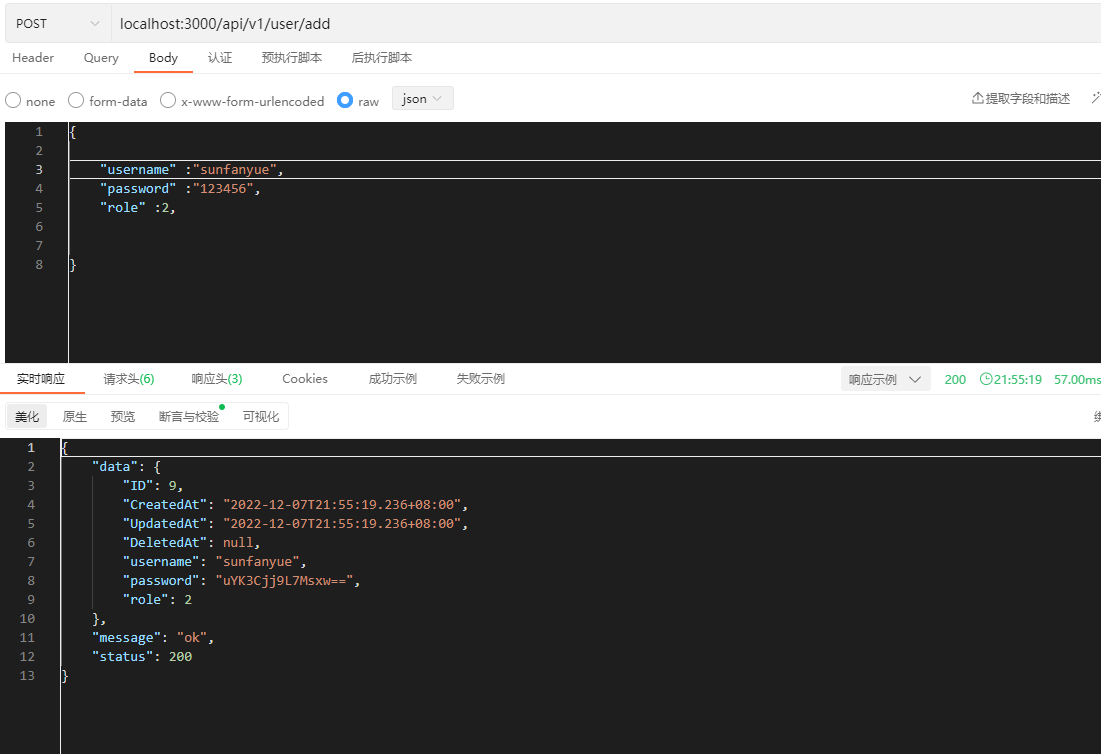 POST localhost:3000/api/v1/user/add
Header Query Body 认证 预执行脚本 后执行脚本
none form-data x-www-form-urlencoded raw json 提取字段和描述
1 {
2
3 "username" :"sunfanyue",
4 "password" :"123456",
5 "role" :2,
6
7
8 }
实时响应 请求头(6) 响应头(3) Cookies 成功示例 失败示例 响应示例 200 21:55:19 57.00ms
美化 原生 预览 断言与校验 可视化
1 {
2 "data": {
3 "ID": 9,
4 "CreatedAt": "2022-12-07T21:55:19.236+08:00",
5 "UpdatedAt": "2022-12-07T21:55:19.236+08:00",
6 "DeletedAt": null,
7 "username": "sunfanyue",
8 "password": "uYK3Cjj9L7Msxw==",
9 "role": 2
10 },
11 "message": "ok",
12 "status": 200
13 }